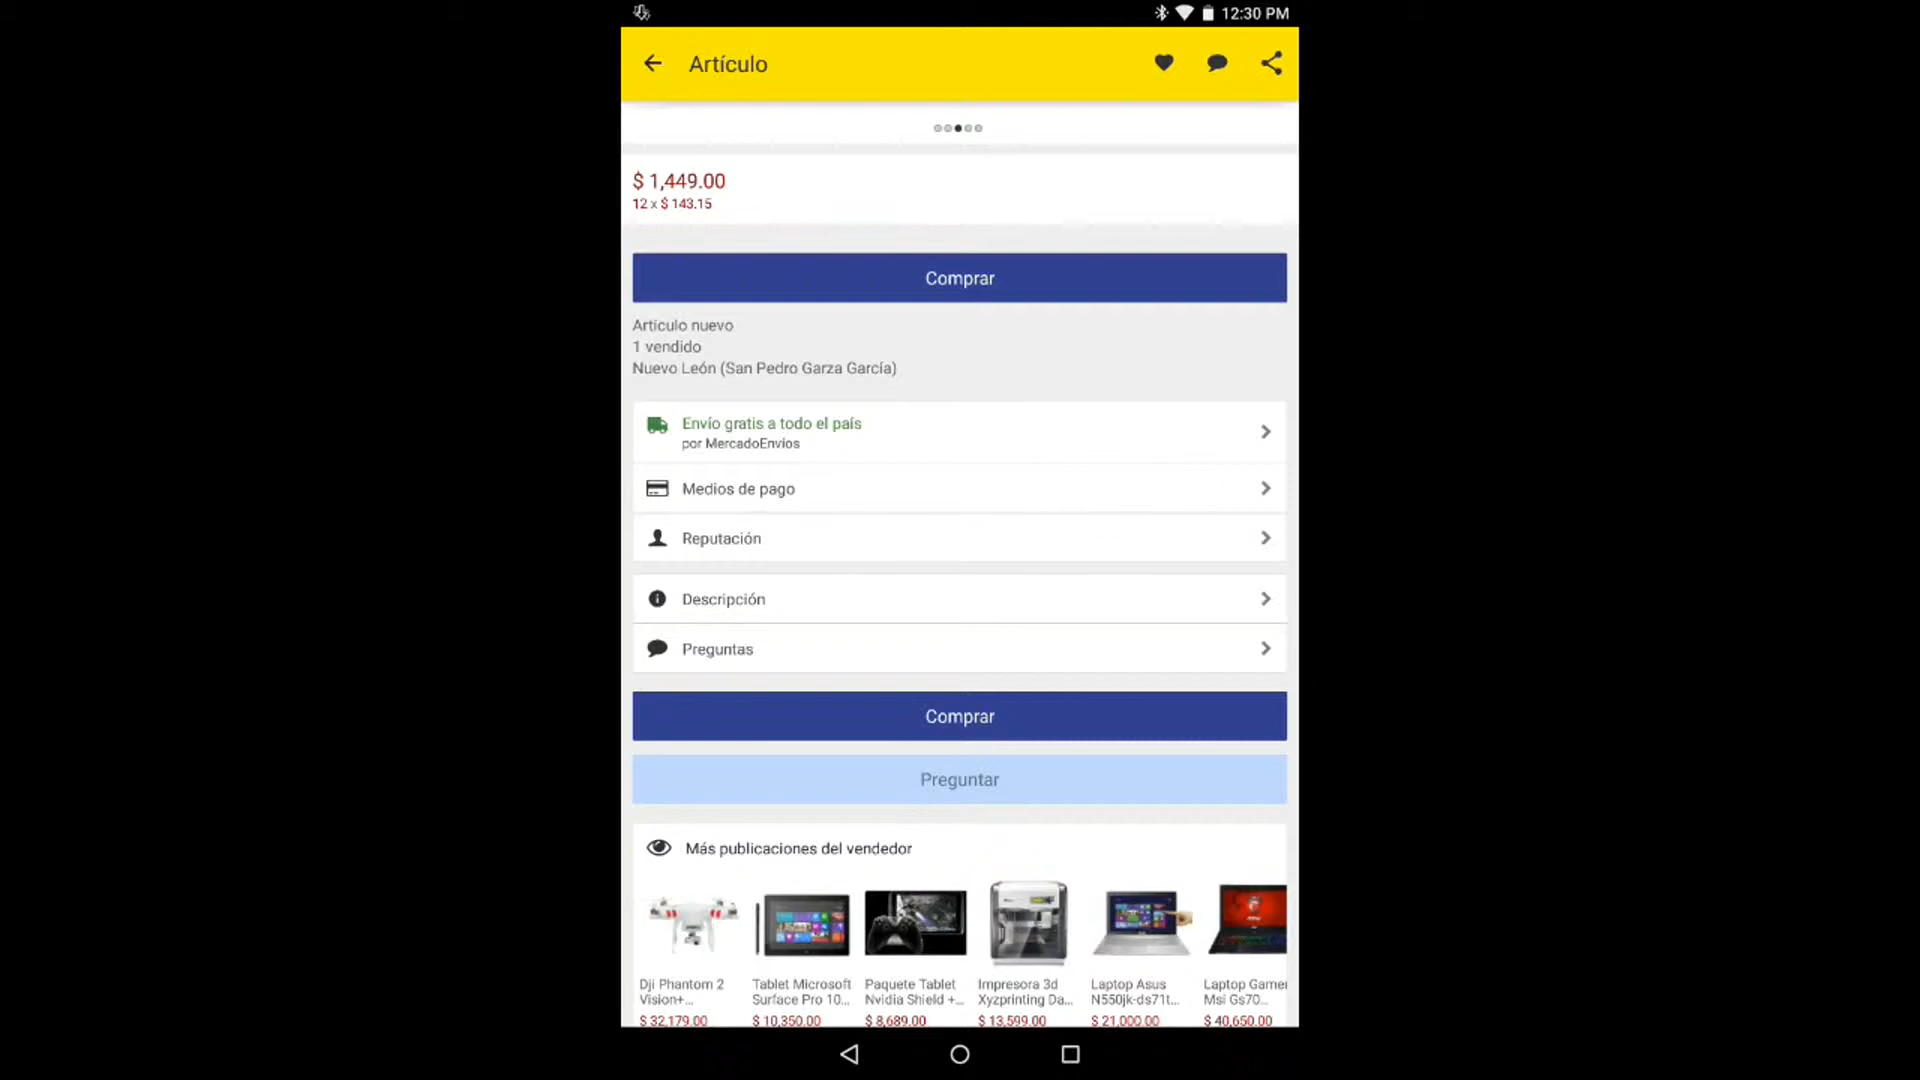 12:30 PM
Artículo
$ 1,449.00
12 x $ 143.15
Comprar
Artículo nuevo
1 vendido
Nuevo León (San Pedro Garza García)
Envío gratis a todo el país
por MercadoEnvíos
Medios de pago
Reputación
Descripción
Preguntas
Comprar
Preguntar
Más publicaciones del vendedor
Dji Phantom 2
Vision+...
$ 32,179.00
Tablet Microsoft
Surface Pro 10...
$ 10,350.00
Paquete Tablet
Nvidia Shield +...
$ 8,689.00
Impresora 3d
Xyzprinting Da...
$ 13,599.00
Laptop Asus
N550jk-ds71t...
$ 21,000.00
Laptop Gamer
Msi Gs70...
$ 40,650.00